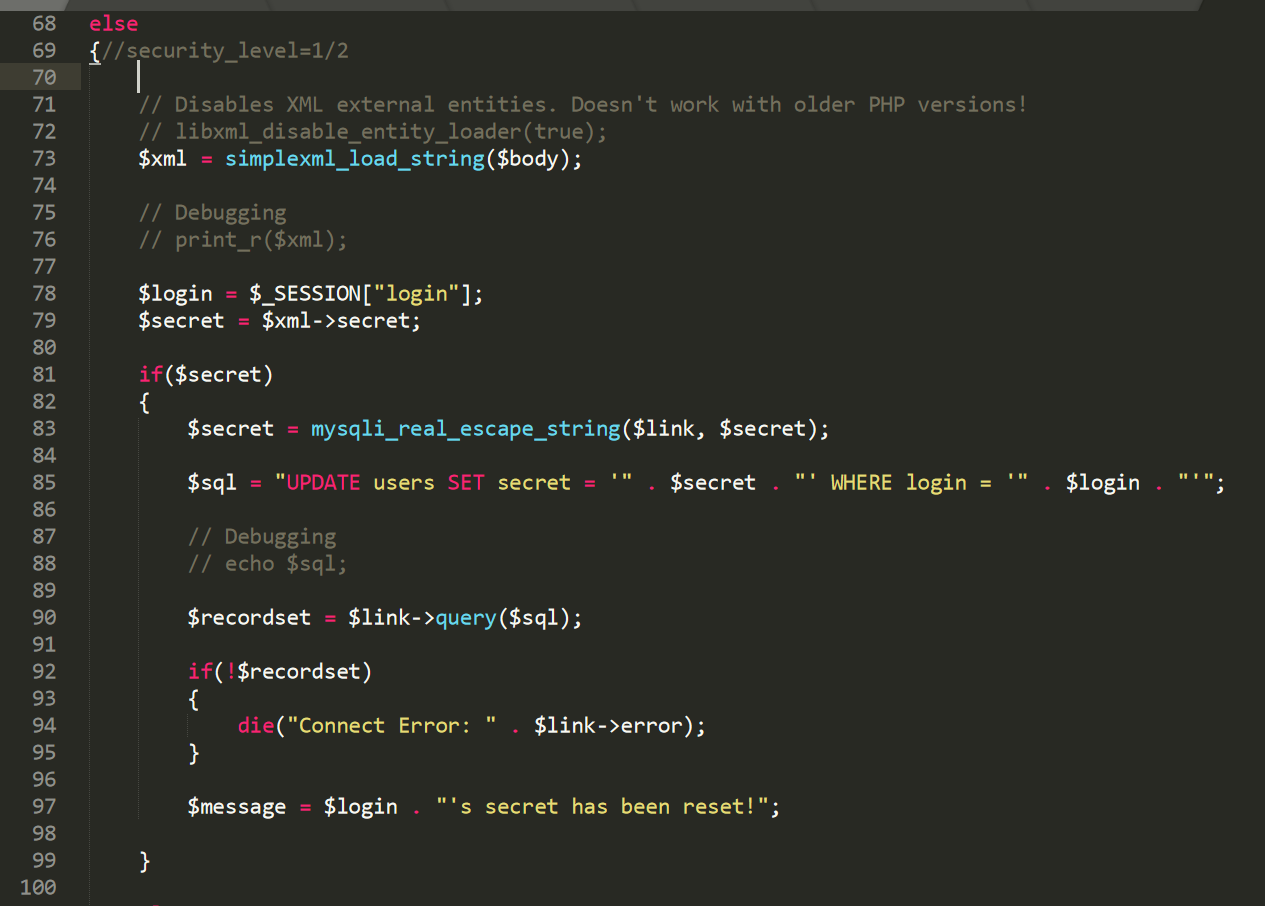 68 else
69 {//security_level=1/2
70
71 // Disables XML external entities. Doesn't work with older PHP versions!
72 // libxml_disable_entity_loader(true);
73 $xml = simplexml_load_string($body);
74
75 // Debugging
76 // print_r($xml);
77
78 $login = $_SESSION["login"];
79 $secret = $xml->secret;
80
81 if($secret)
82 {
83 $secret = mysqli_real_escape_string($link, $secret);
84
85 $sql = "UPDATE users SET secret = '" . $secret . "' WHERE login = '" . $login . "'";
86
87 // Debugging
88 // echo $sql;
89
90 $recordset = $link->query($sql);
91
92 if(!$recordset)
93 {
94 die("Connect Error: " . $link->error);
95 }
96
97 $message = $login . "'s secret has been reset!";
98
99 }
100